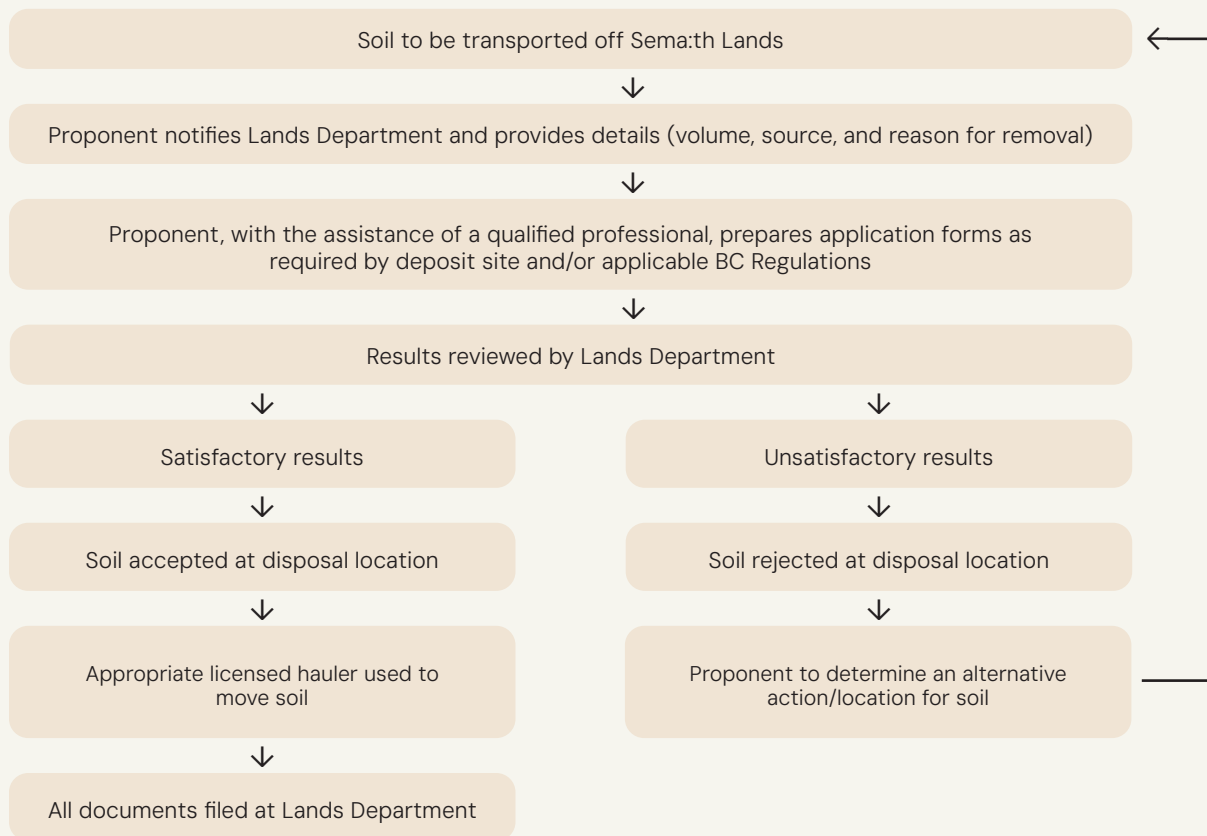 Soil to be transported off Sema:th Lands
Proponent notifies Lands Department and provides details (volume, source, and reason for removal)
Proponent, with the assistance of a qualified professional, prepares application forms as
required by deposit site and/or applicable BC Regulations
Results reviewed by Lands Department
Satisfactory results
Unsatisfactory results
Soil accepted at disposal location
Soil rejected at disposal location
Appropriate licensed hauler used to
move soil
Proponent to determine an alternative
action/location for soil
All documents filed at Lands Department